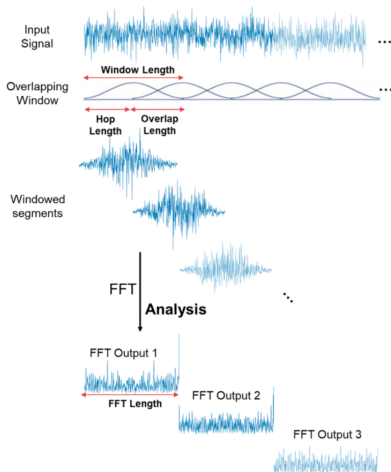 Input
Signal
...
Window Length
Overlapping
Window
...
Hop
Length
Overlap
Length
Windowed
segments
...
FFT
Analysis
FFT Output 1
FFT Length
FFT Output 2
FFT Output 3